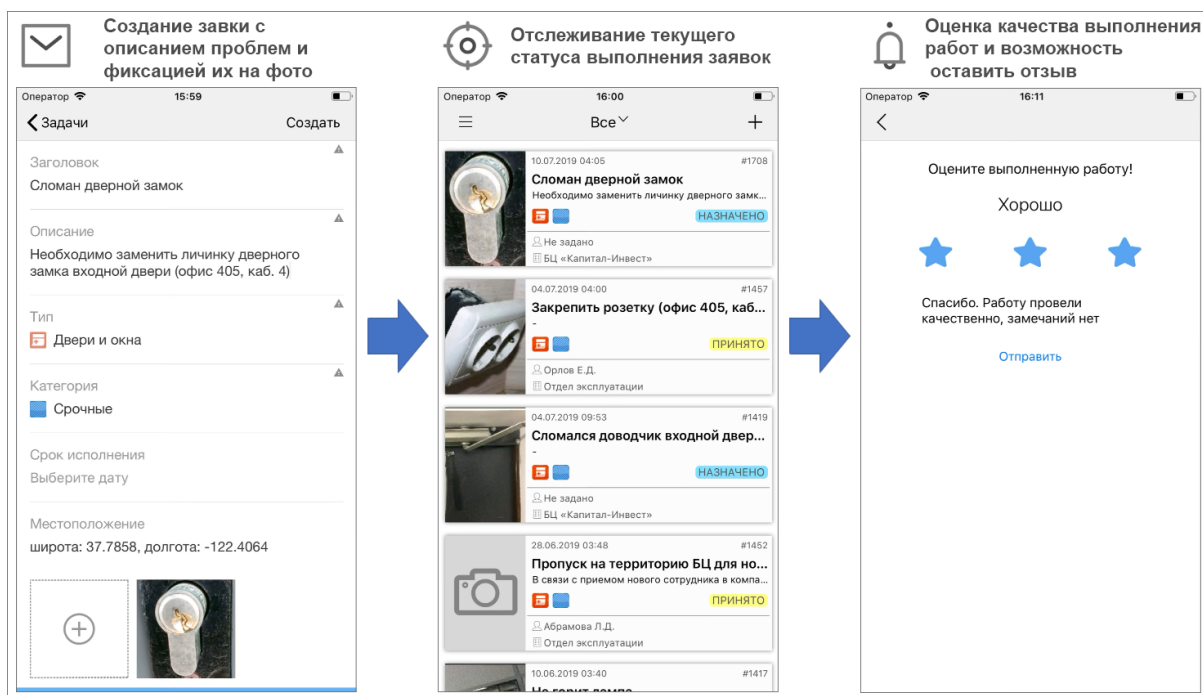 Создание завки с
описанием проблем и
фиксацией их на фото
Оператор 15:59
Задачи Создать
Заголовок
Сломан дверной замок
Описание
Необходимо заменить личинку дверного
замка входной двери (офис 405, каб. 4)
Тип
Двери и окна
Категория
Срочные
Срок исполнения
Выберите дату
Местоположение
широта: 37.7858, долгота: -122.4064
Отслеживание текущего
статуса выполнения заявок
Оператор 16:00
Все
10.07.2019 04:05 #1708
Сломан дверной замок
Необходимо заменить личинку дверного замк...
НАЗНАЧЕНО
Не задано
БЦ «Капитал-Инвест»
04.07.2019 04:00 #1457
Закрепить розетку (офис 405, каб...
-
ПРИНЯТО
Орлов Е.Д.
Отдел эксплуатации
04.07.2019 09:53 #1419
Сломался доводчик входной двер...
-
НАЗНАЧЕНО
Не задано
БЦ «Капитал-Инвест»
28.06.2019 03:48 #1452
Пропуск на территорию БЦ для но...
В связи с приемом нового сотрудника в компа...
ПРИНЯТО
Абрамова Л.Д.
Отдел эксплуатации
10.06.2019 03:40 #1417
Не горит лампа
Оценка качества выполнения
работ и возможность
оставить отзыв
Оператор 16:11
Оцените выполненную работу!
Хорошо
Спасибо. Работу провели
качественно, замечаний нет
Отправить